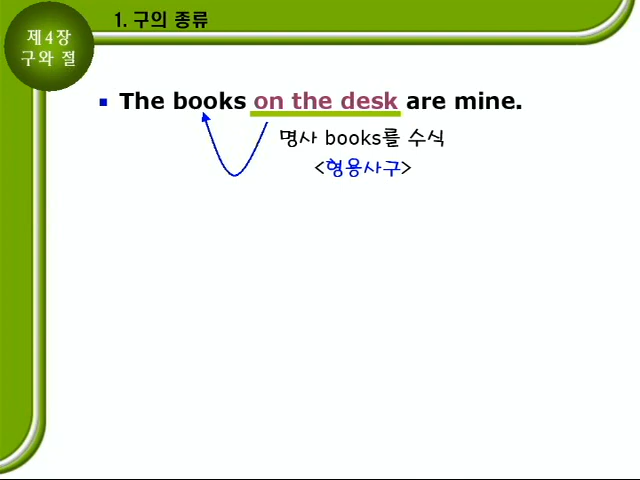 제4장
구와 절
1. 구의 종류
The books on the desk are mine.
명사 books를 수식
<형용사구>